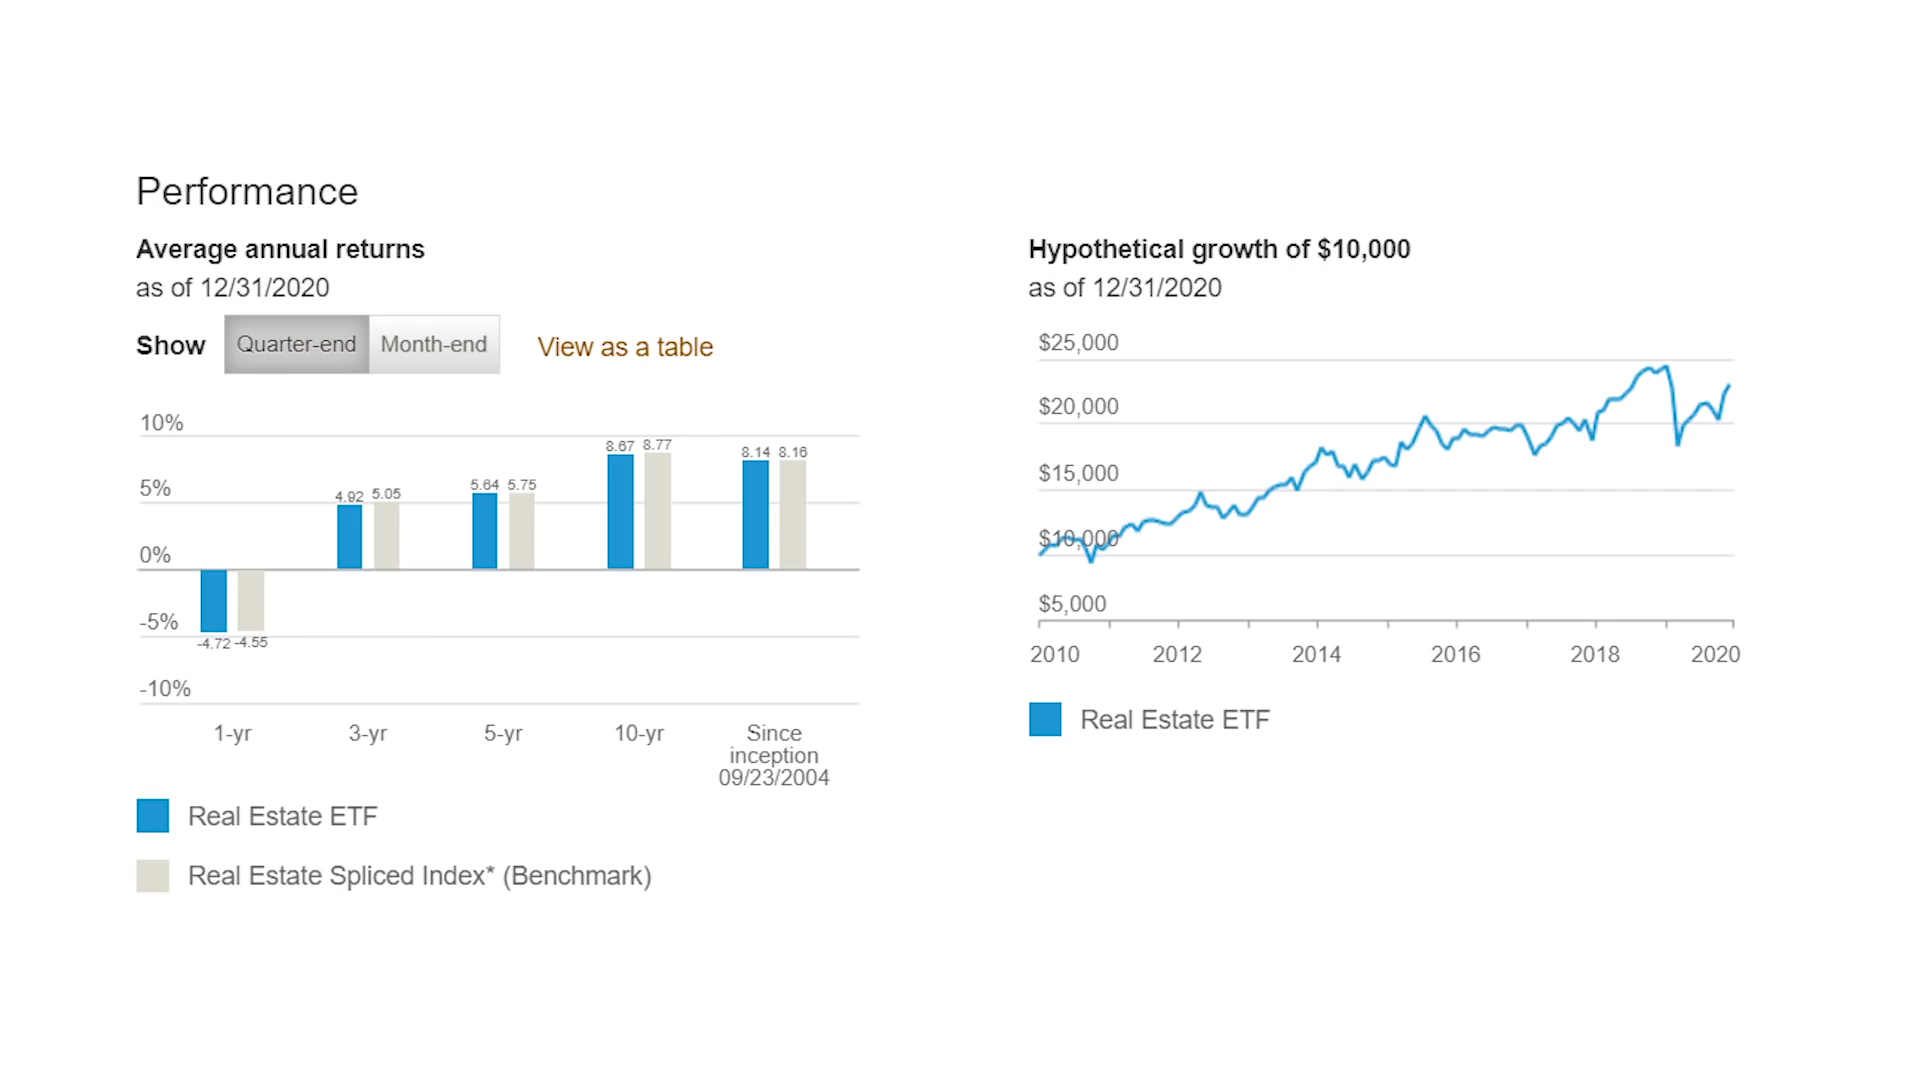 Performance
Average annual returns
as of 12/31/2020
Show Quarter-end Month-end View as a table
10%
5%
0%
-5%
-10%
-4.72 -4.55
4.92 5.05
5.64 5.75
8.67 8.77
8.14 8.16
1-yr 3-yr 5-yr 10-yr Since
inception
09/23/2004
Real Estate ETF
Real Estate Spliced Index* (Benchmark)
Hypothetical growth of $10,000
as of 12/31/2020
$25,000
$20,000
$15,000
$10,000
$5,000
2010 2012 2014 2016 2018 2020
Real Estate ETF